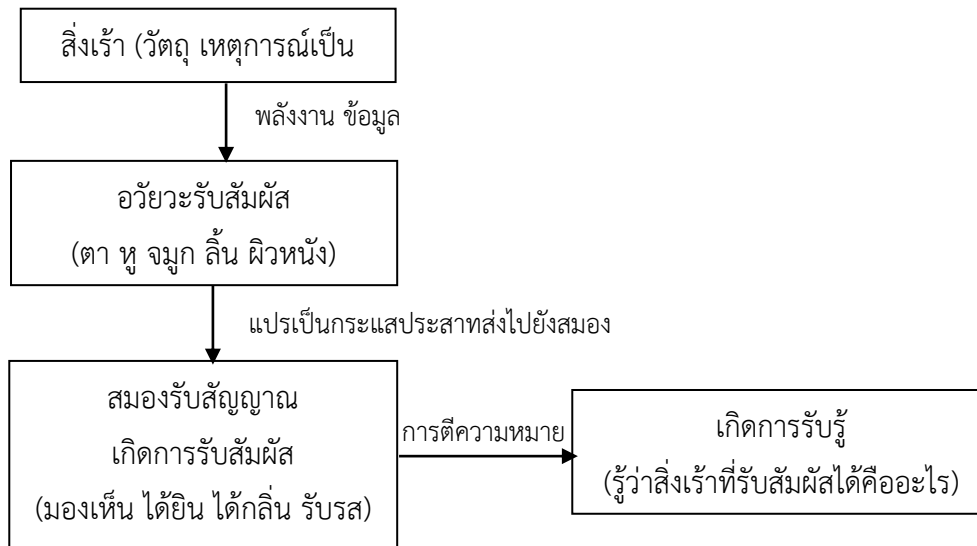 สิ่งเร้า (วัตถุ เหตุการณ์เป็น
พลังงาน ข้อมูล
อวัยวะรับสัมผัส
(ตา หู จมูก ลิ้น ผิวหนัง)
แปรเป็นกระแสประสาทส่งไปยังสมอง
สมองรับสัญญาณ
เกิดการรับสัมผัส
(มองเห็น ได้ยิน ได้กลิ่น รับรส)
การตีความหมาย
เกิดการรับรู้
(รู้ว่าสิ่งเร้าที่รับสัมผัสได้คืออะไร)